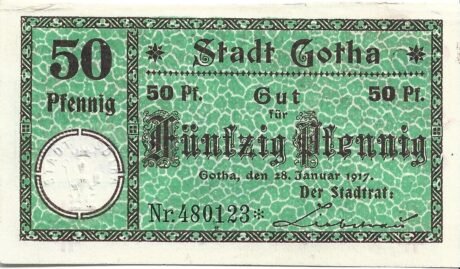 50
Pfennig
* Stadt Gotha *
50 Pf. Gut 50 Pf.
für
Fünfzig Pfennig
Gotha, den 28. Januar 1917.
Der Stadtrat:
Nr. 480123*